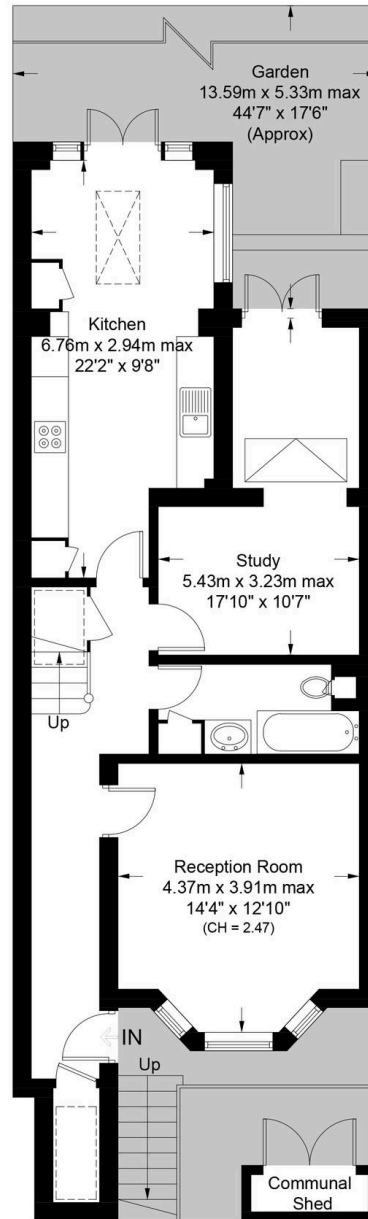 Garden
13.59m x 5.33m max
44'7" x 17'6"
(Approx)
Kitchen
6.76m x 2.94m max
22'2" x 9'8"
Study
5.43m x 3.23m max
17'10" x 10'7"
Up
Reception Room
4.37m x 3.91m max
14'4" x 12'10"
(CH = 2.47)
IN
Up
Communal
Shed